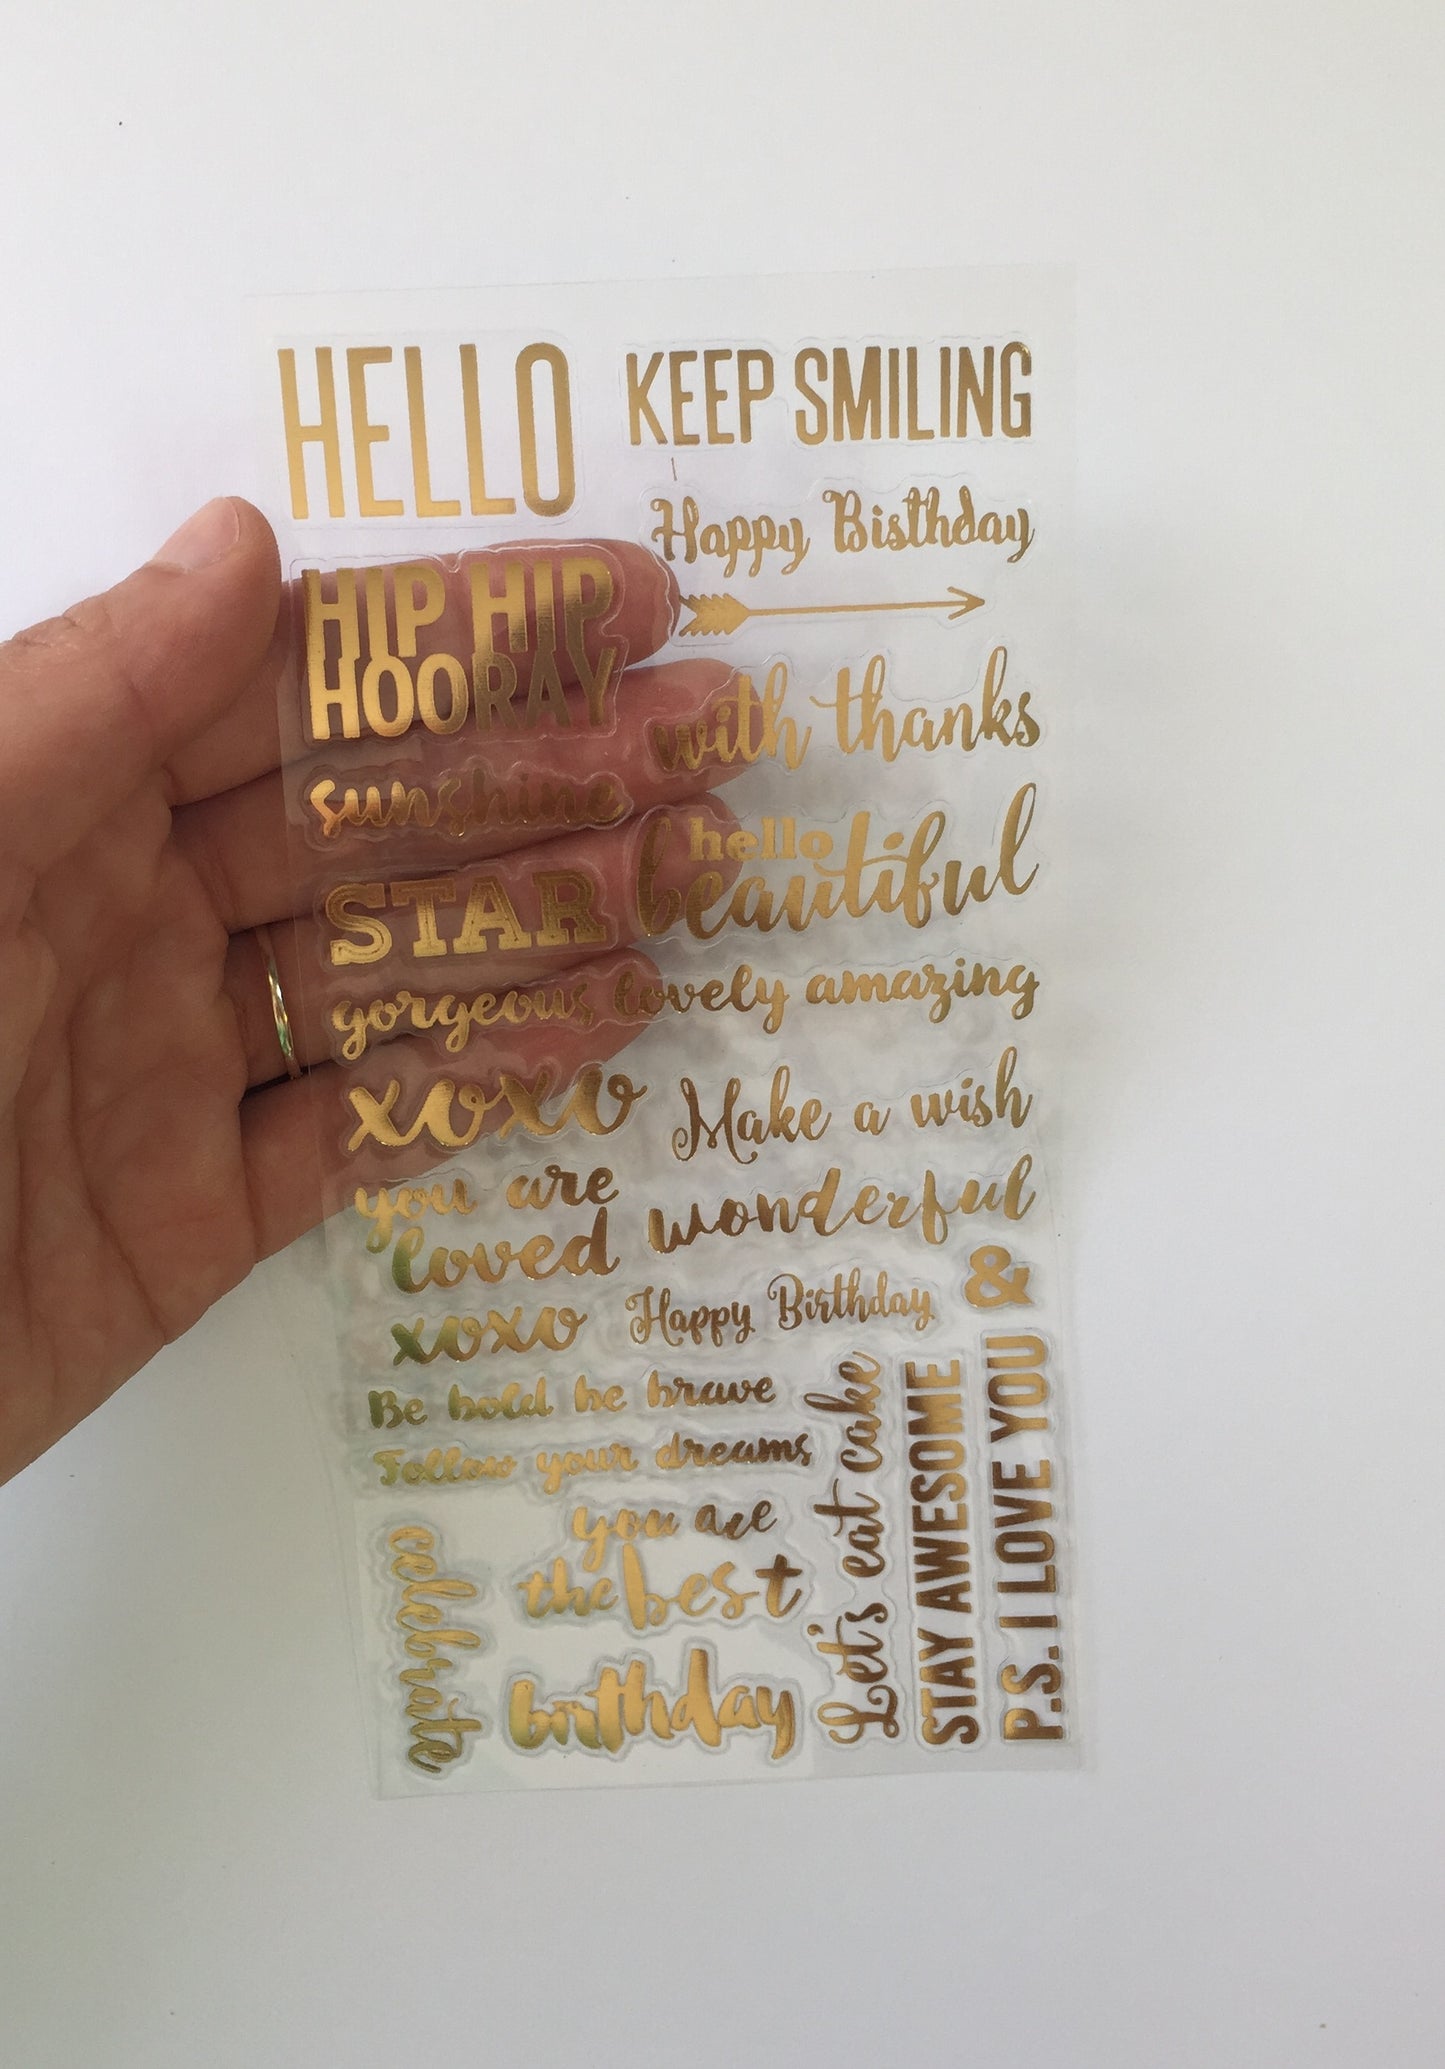 HELLO
KEEP SMILING
Happy Birthday
HIP HIP
HOORAY
with thanks
sunshine
hello
beautiful
STAR
gorgeous lovely amazing
xoxo
Make a wish
you are
loved
wonderful
&
xoxo
Happy Birthday
Be bold be brave
Follow your dreams
celebrate
you are
the best
birthday
Let's eat cake
STAY AWESOME
P.S. I LOVE YOU